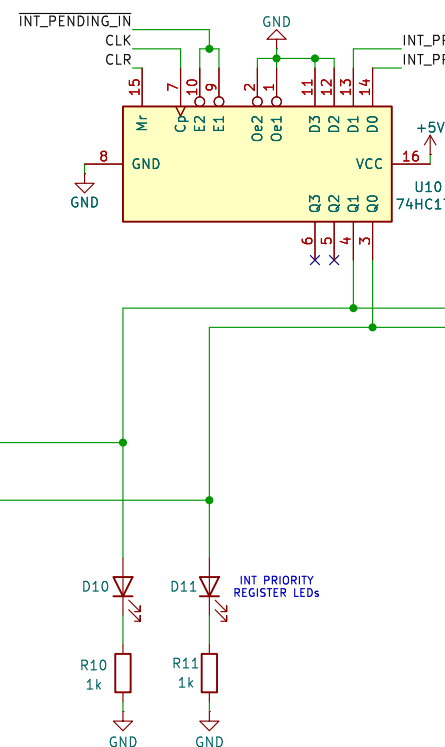 INT_PENDING_IN
GND
CLK
INT_PR
CLR
INT_PR
15
7
10
9
2
1
11
12
13
14
Mr
Cp
E2
E1
Oe2
Oe1
D3
D2
D1
D0
+5V
8
GND
VCC
16
GND
U10
74HC17
Q3
Q2
Q1
Q0
6
5
4
3
D10
D11
INT PRIORITY
REGISTER LEDs
R10
1k
R11
1k
GND
GND